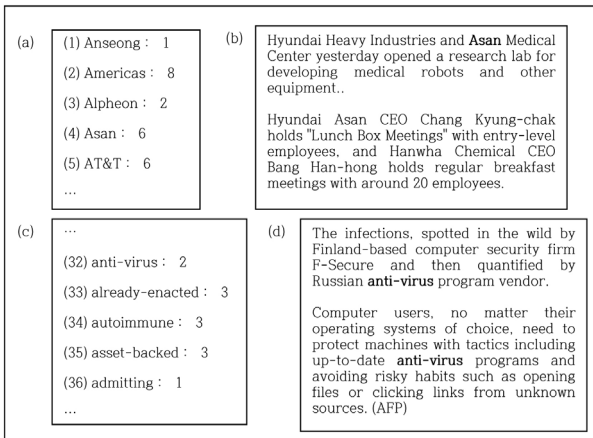 (a)
(1) Anseong : 1
(2) Americas : 8
(3) Alpheon : 2
(4) Asan : 6
(5) AT&T : 6
...
(b)
Hyundai Heavy Industries and Asan Medical
Center yesterday opened a research lab for
developing medical robots and other
equipment..
Hyundai Asan CEO Chang Kyung-chak
holds "Lunch Box Meetings" with entry-level
employees, and Hanwha Chemical CEO
Bang Han-hong holds regular breakfast
meetings with around 20 employees.
(c)
...
(32) anti-virus : 2
(33) already-enacted : 3
(34) autoimmune : 3
(35) asset-backed : 3
(36) admitting : 1
...
(d)
The infections, spotted in the wild by
Finland-based computer security firm
F-Secure and then quantified by
Russian anti-virus program vendor.
Computer users, no matter their
operating systems of choice, need to
protect machines with tactics including
up-to-date anti-virus programs and
avoiding risky habits such as opening
files or clicking links from unknown
sources. (AFP)